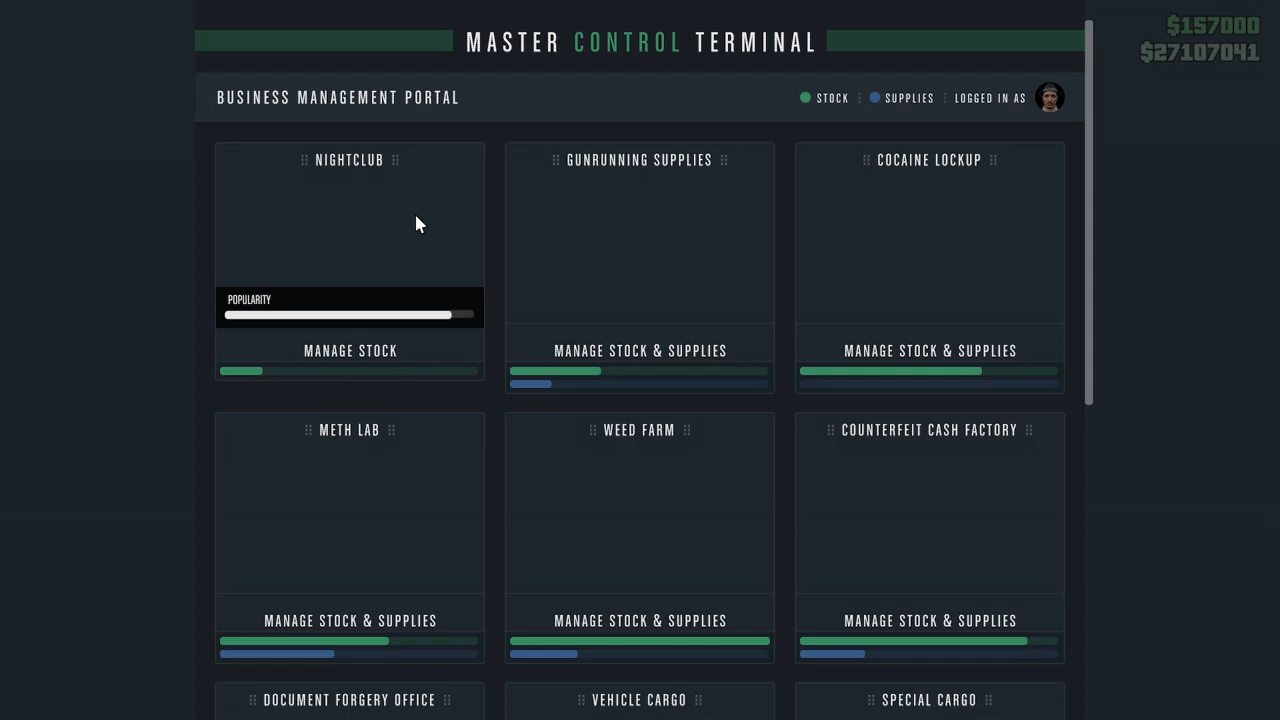 $157000
$27107041
MASTER CONTROL TERMINAL
BUSINESS MANAGEMENT PORTAL
STOCK
SUPPLIES
LOGGED IN AS
NIGHTCLUB
GUNRUNNING SUPPLIES
COCAINE LOCKUP
POPULARITY
MANAGE STOCK
MANAGE STOCK & SUPPLIES
MANAGE STOCK & SUPPLIES
METH LAB
WEED FARM
COUNTERFEIT CASH FACTORY
MANAGE STOCK & SUPPLIES
MANAGE STOCK & SUPPLIES
MANAGE STOCK & SUPPLIES
DOCUMENT FORGERY OFFICE
VEHICLE CARGO
SPECIAL CARGO